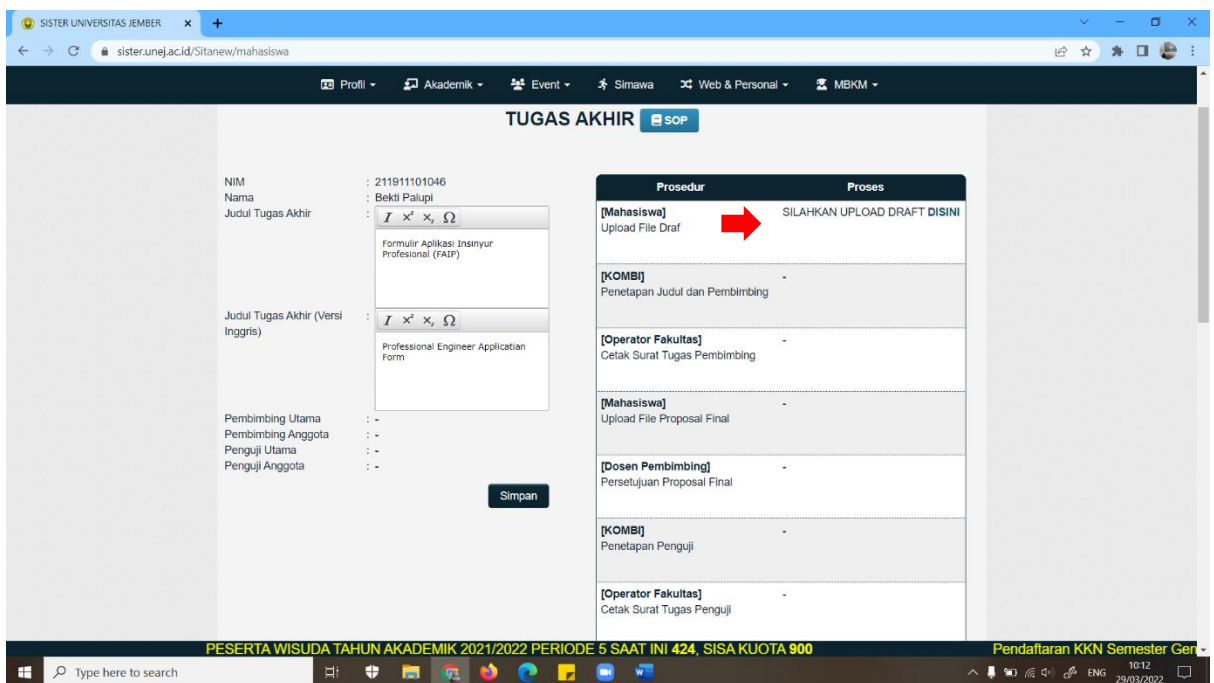 SISTER UNIVERSITAS JEMBER
sister.unej.ac.id/Sitanew/mahasiswa
Profil Akademik Event Simawa Web & Personal MBKM
TUGAS AKHIR SOP
NIM : 211911101046
Nama : Bekti Palupi
Judul Tugas Akhir :
I x² x₂ Ω
Formulir Aplikasi Insinyur
Profesional (FAIP)
Judul Tugas Akhir (Versi
Inggris) :
I x² x₂ Ω
Professional Engineer Applicatian
Form
Pembimbing Utama : -
Pembimbing Anggota : -
Penguji Utama : -
Penguji Anggota : -
Simpan
Prosedur Proses
[Mahasiswa] SILAHKAN UPLOAD DRAFT DISINI
Upload File Draf
[KOMBI] -
Penetapan Judul dan Pembimbing
[Operator Fakultas] -
Cetak Surat Tugas Pembimbing
[Mahasiswa] -
Upload File Proposal Final
[Dosen Pembimbing] -
Persetujuan Proposal Final
[KOMBI] -
Penetapan Penguji
[Operator Fakultas] -
Cetak Surat Tugas Penguji
PESERTA WISUDA TAHUN AKADEMIK 2021/2022 PERIODE 5 SAAT INI 424, SISA KUOTA 900 Pendaftaran KKN Semester Gen
Type here to search
ENG
10:12
29/03/2022